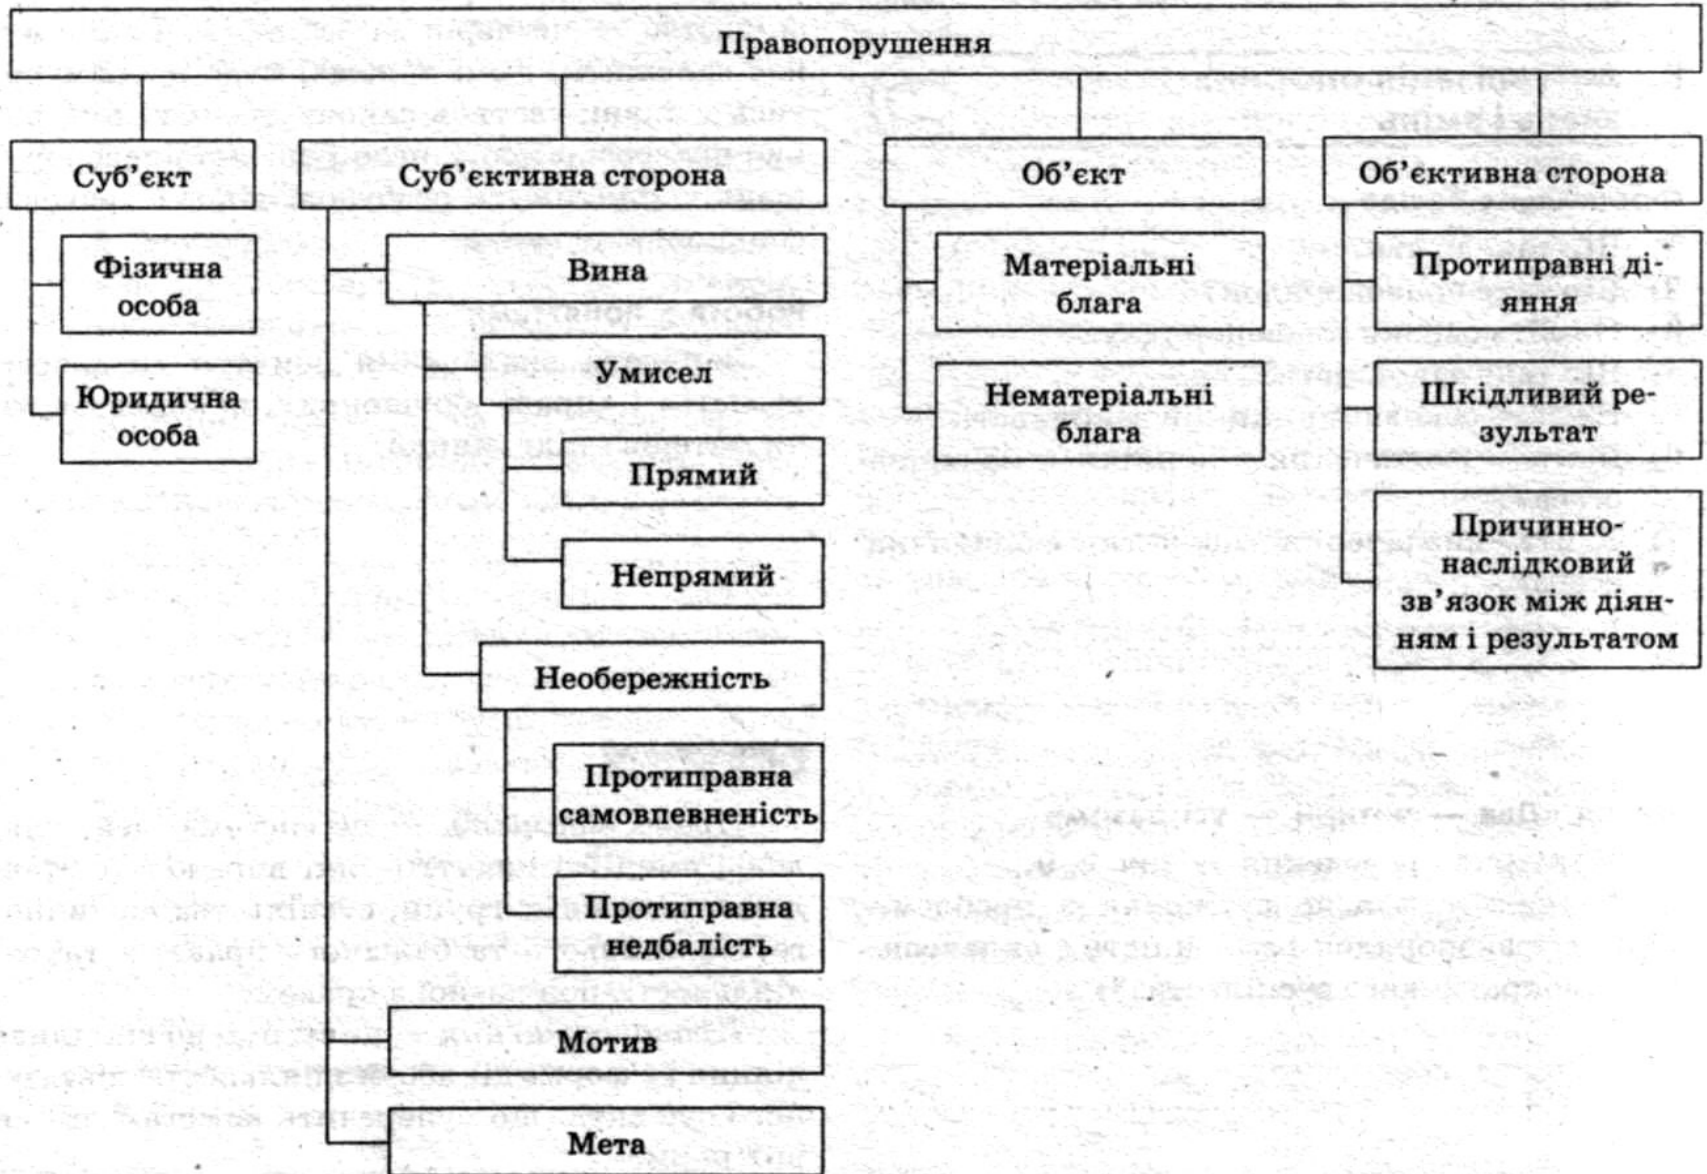 Правопорушення
Суб’єкт
Фізична
особа
Юридична
особа
Суб’єктивна сторона
Вина
Умисел
Прямий
Непрямий
Необережність
Протиправна
самовпевненість
Протиправна
недбалість
Мотив
Мета
Об’єкт
Матеріальні
блага
Нематеріальні
блага
Об’єктивна сторона
Протиправні ді-
яння
Шкідливий ре-
зультат
Причинно-
наслідковий
зв’язок між діян-
ням і результатом